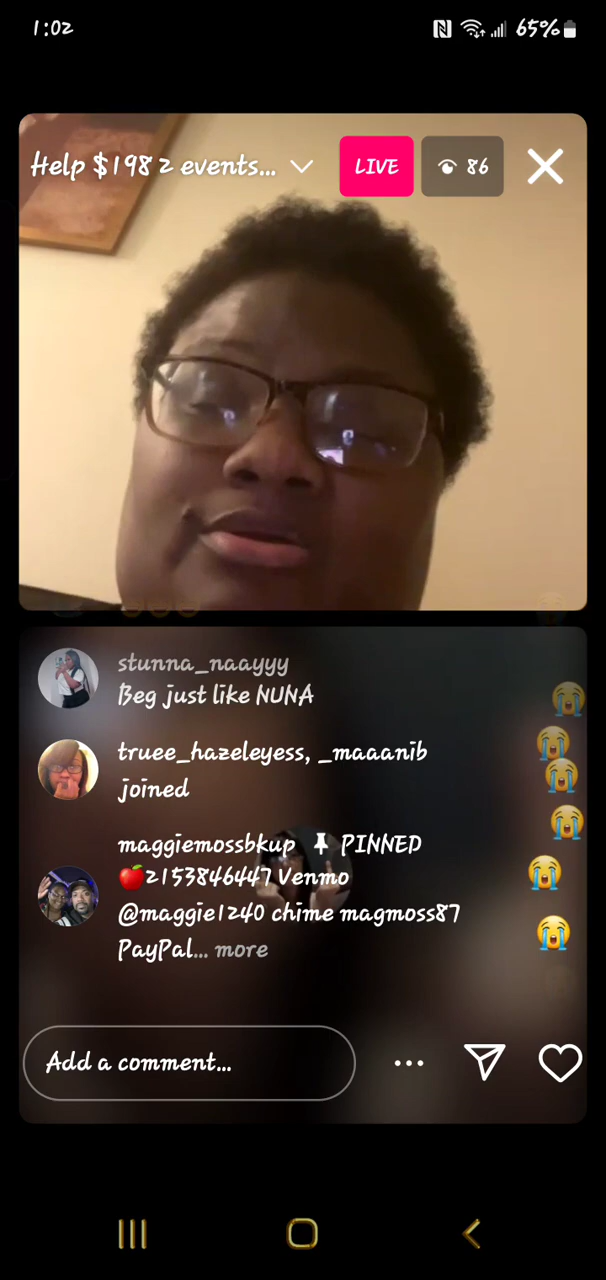 1:02
65%
Help $198 2 events...
LIVE
86
stunna_naayyy
Beg just like NUNA
truee_hazeleyess, _maaanib
joined
maggiemossbkup 📌 PINNED
🍎2153846447 Venmo
@maggie1240 chime magmoss87
PayPal... more
Add a comment...